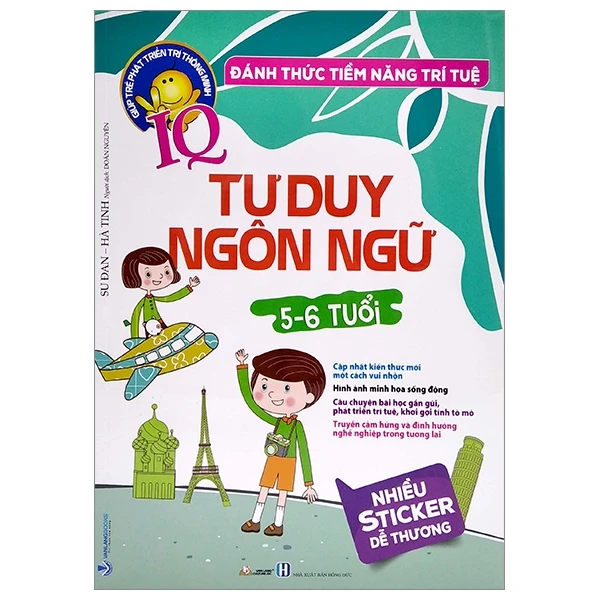 GIÚP TRẺ PHÁT TRIỂN TRÍ THÔNG MINH
IQ
ĐÁNH THỨC TIỀM NĂNG TRÍ TUỆ
SU DAN – HÀ TINH Người dịch: DOÃN NGUYÊN
TƯ DUY
NGÔN NGỮ
5-6 TUỔI
Cập nhật kiến thức mới
một cách vui nhộn
Hình ảnh minh họa sống động
Câu chuyện bài học gần gũi,
phát triển trí tuệ, khơi gợi tính tò mò
Truyền cảm hứng và định hướng
nghề nghiệp trong tương lai
NHIỀU
STICKER
DỄ THƯƠNG
VANLANGBOOKS
NHÀ XUẤT BẢN HỒNG ĐỨC